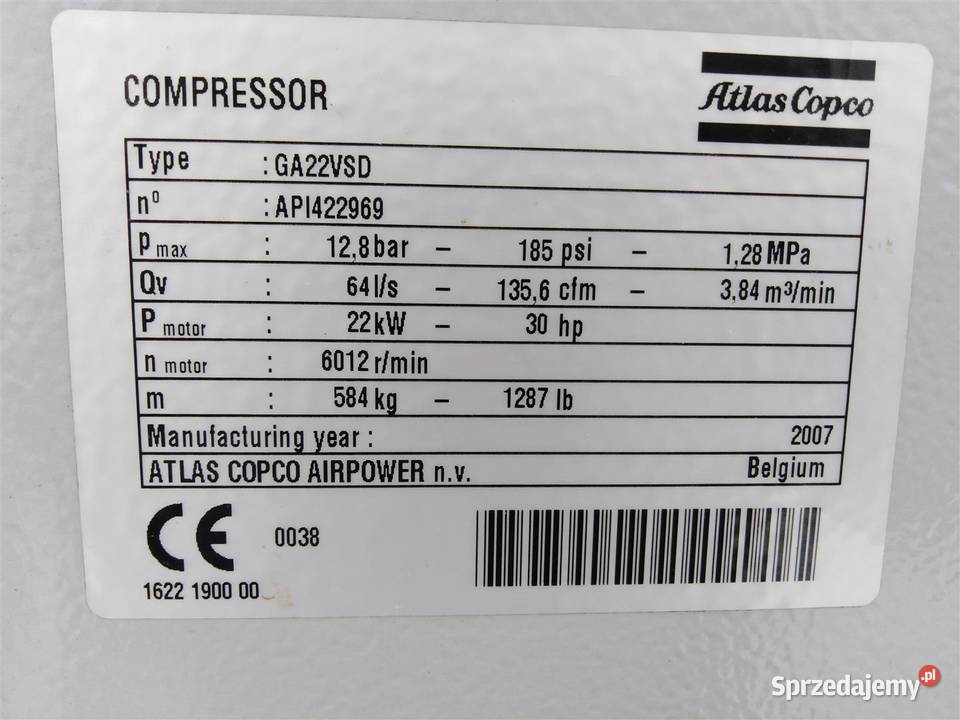 COMPRESSOR
Atlas Copco
Type : GA22VSD
nº : API422969
P max : 12,8 bar – 185 psi – 1,28 MPa
Qv : 64 l/s – 135,6 cfm – 3,84 m³/min
P motor : 22 kW – 30 hp
n motor : 6012 r/min
m : 584 kg – 1287 lb
Manufacturing year : 2007
ATLAS COPCO AIRPOWER n.v. Belgium
CE 0038
1622 1900 00
Sprzedajemy.pl